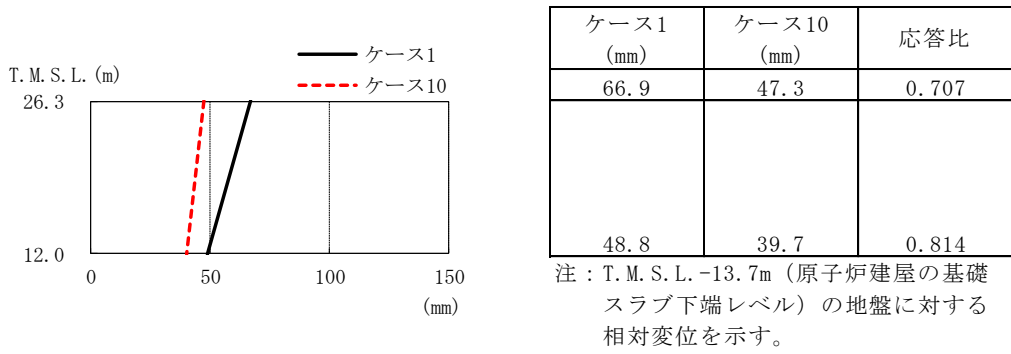 ケース1
ケース10
T.M.S.L.(m)
26.3
12.0
0 50 100 150
(mm)
ケース1 (mm) ケース10 (mm) 応答比
66.9 47.3 0.707
48.8 39.7 0.814
注：T.M.S.L.-13.7m（原子炉建屋の基礎
スラブ下端レベル）の地盤に対する
相対変位を示す。